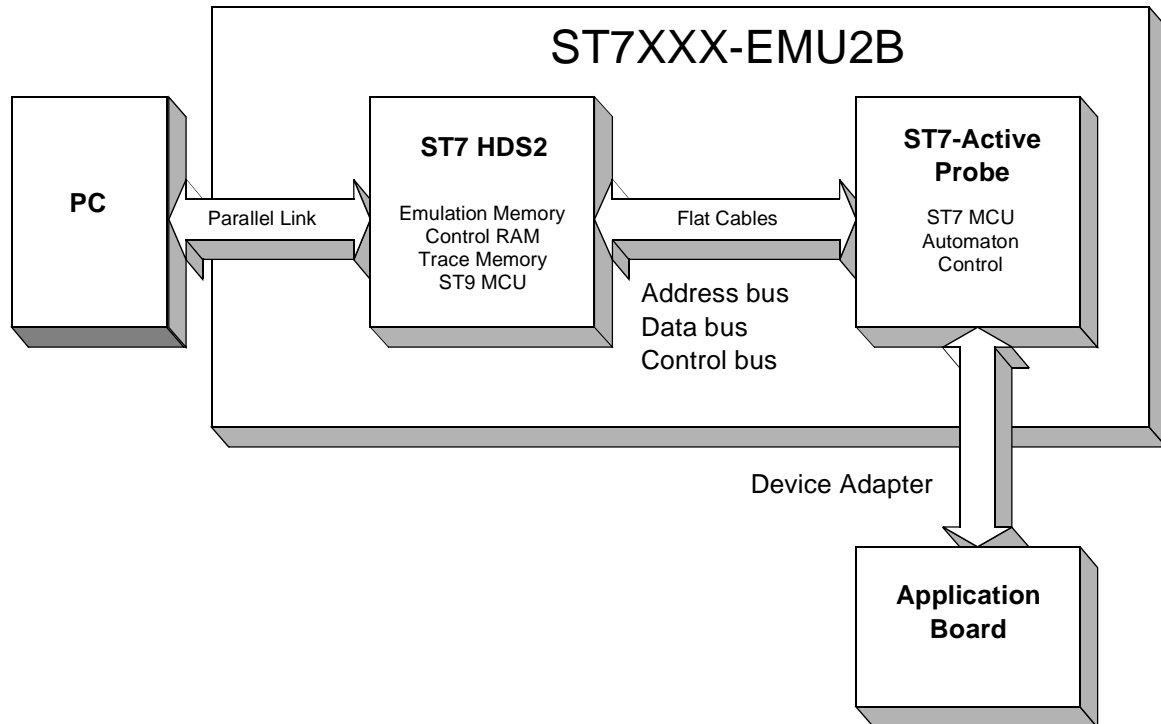 ST7XXX-EMU2B
PC
Parallel Link
ST7 HDS2
Emulation Memory
Control RAM
Trace Memory
ST9 MCU
Flat Cables
Address bus
Data bus
Control bus
ST7-Active
Probe
ST7 MCU
Automaton
Control
Device Adapter
Application
Board